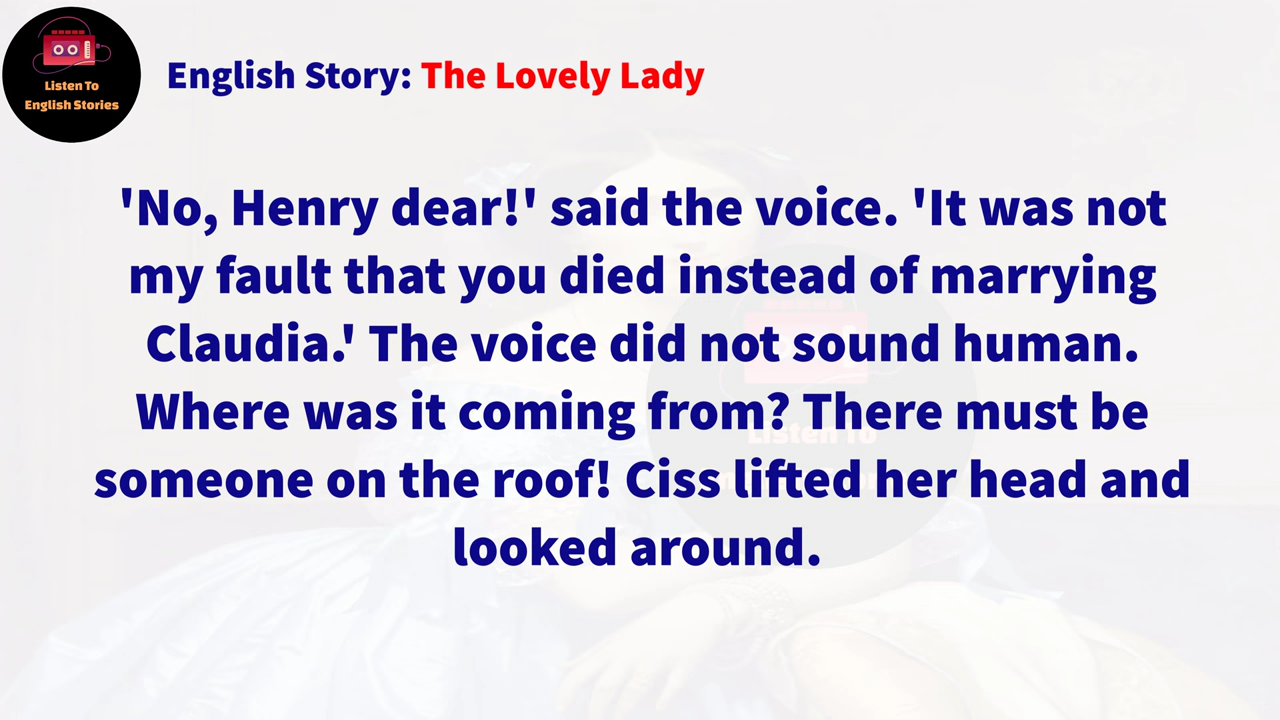 Listen To
English Stories
English Story: The Lovely Lady
'No, Henry dear!' said the voice. 'It was not
my fault that you died instead of marrying
Claudia.' The voice did not sound human.
Where was it coming from? There must be
someone on the roof! Ciss lifted her head and
looked around.
Listen To